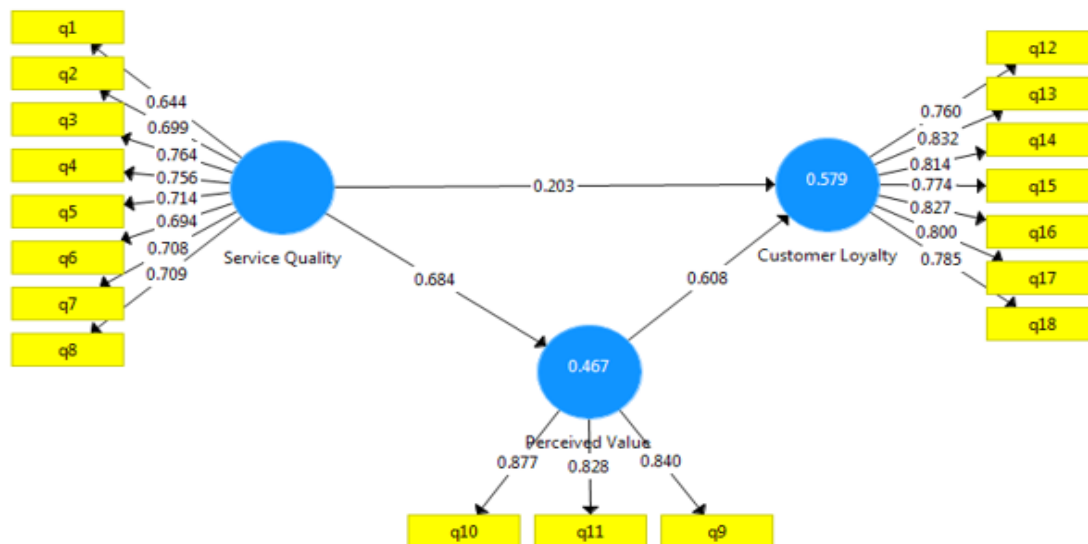 q1
q2
q3
q4
q5
q6
q7
q8
0.644
0.699
0.764
0.756
0.714
0.694
0.708
0.709
Service Quality
0.203
0.684
0.608
0.467
Perceived Value
0.877
0.828
0.840
q10
q11
q9
0.579
Customer Loyalty
0.760
0.832
0.814
0.774
0.827
0.800
0.785
q12
q13
q14
q15
q16
q17
q18